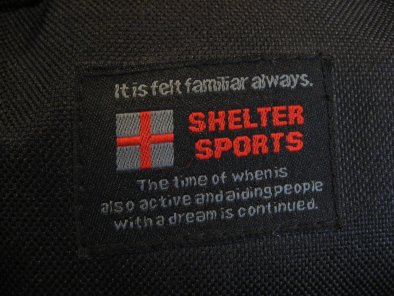 It is felt familiar always.
SHELTER
SPORTS
The time of when is
also active and aiding people
with a dream is continued.